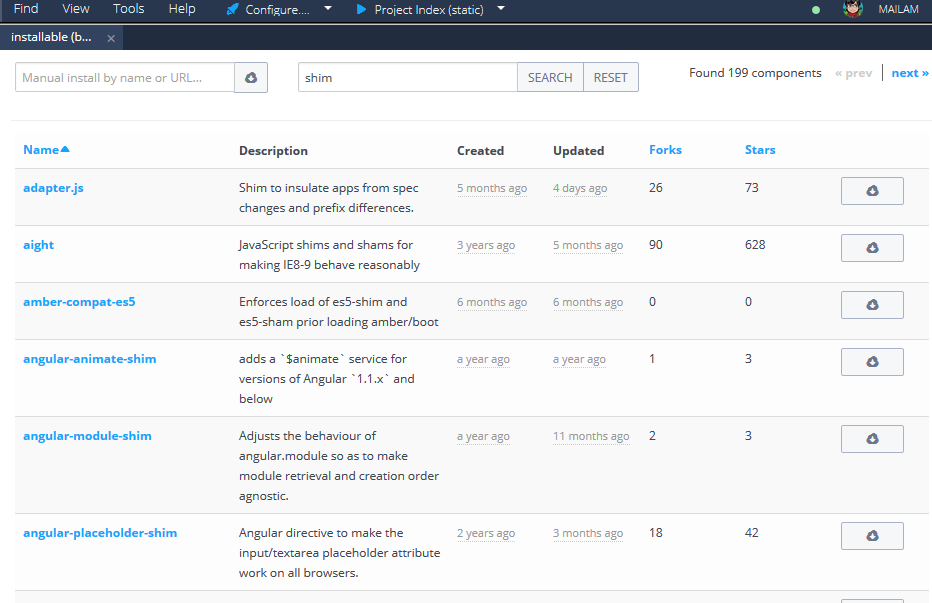 Find View Tools Help Configure.... Project Index (static) MAILAM
installable (b... ×
Manual install by name or URL... shim SEARCH RESET Found 199 components « prev next »
Name Description Created Updated Forks Stars
adapter.js Shim to insulate apps from spec 5 months ago 4 days ago 26 73
changes and prefix differences.
aight JavaScript shims and shams for 3 years ago 5 months ago 90 628
making IE8-9 behave reasonably
amber-compat-es5 Enforces load of es5-shim and 6 months ago 6 months ago 0 0
es5-sham prior loading amber/boot
angular-animate-shim adds a `$animate` service for a year ago a year ago 1 3
versions of Angular `1.1.x` and
below
angular-module-shim Adjusts the behaviour of a year ago 11 months ago 2 3
angular.module so as to make
module retrieval and creation order
agnostic.
angular-placeholder-shim Angular directive to make the 2 years ago 3 months ago 18 42
input/textarea placeholder attribute
work on all browsers.